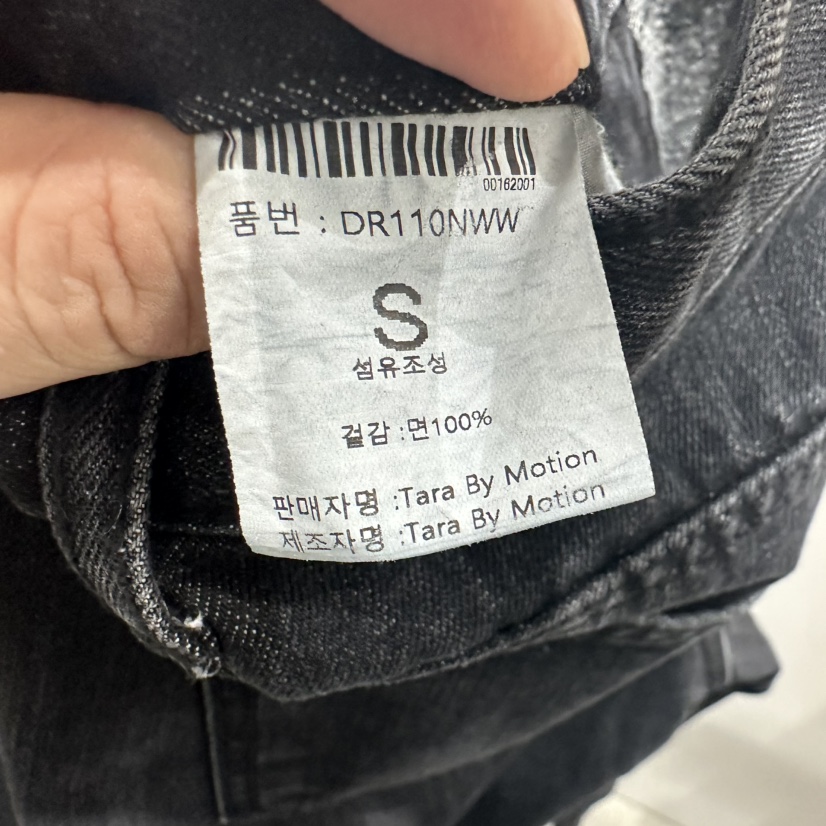 00162001
품번 : DR110NWW
S
섬유조성
겉감 :면100%
판매자명 :Tara By Motion
제조자명 :Tara By Motion